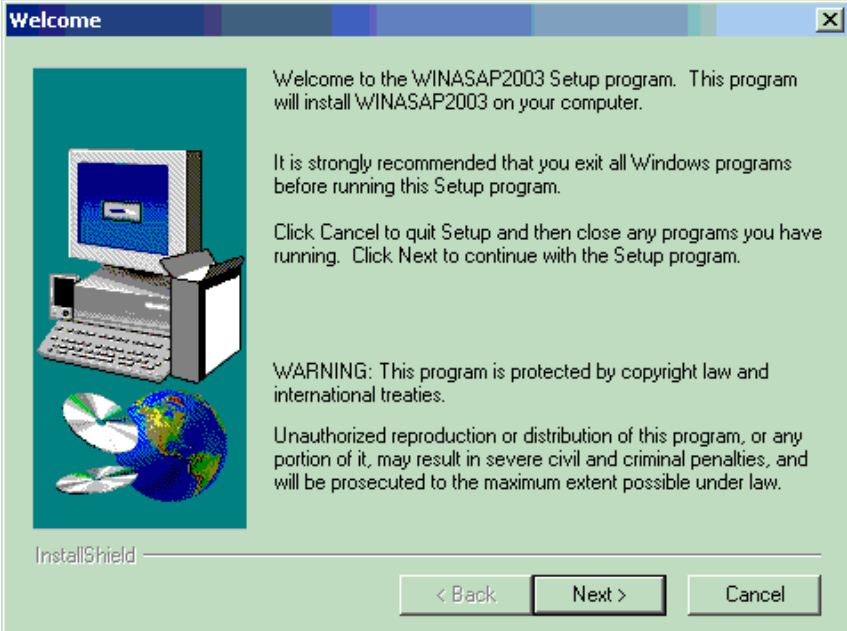 Welcome
Welcome to the WINASAP2003 Setup program. This program
will install WINASAP2003 on your computer.
It is strongly recommended that you exit all Windows programs
before running this Setup program.
Click Cancel to quit Setup and then close any programs you have
running. Click Next to continue with the Setup program.
WARNING: This program is protected by copyright law and
international treaties.
Unauthorized reproduction or distribution of this program, or any
portion of it, may result in severe civil and criminal penalties, and
will be prosecuted to the maximum extent possible under law.
InstallShield
< Back Next > Cancel